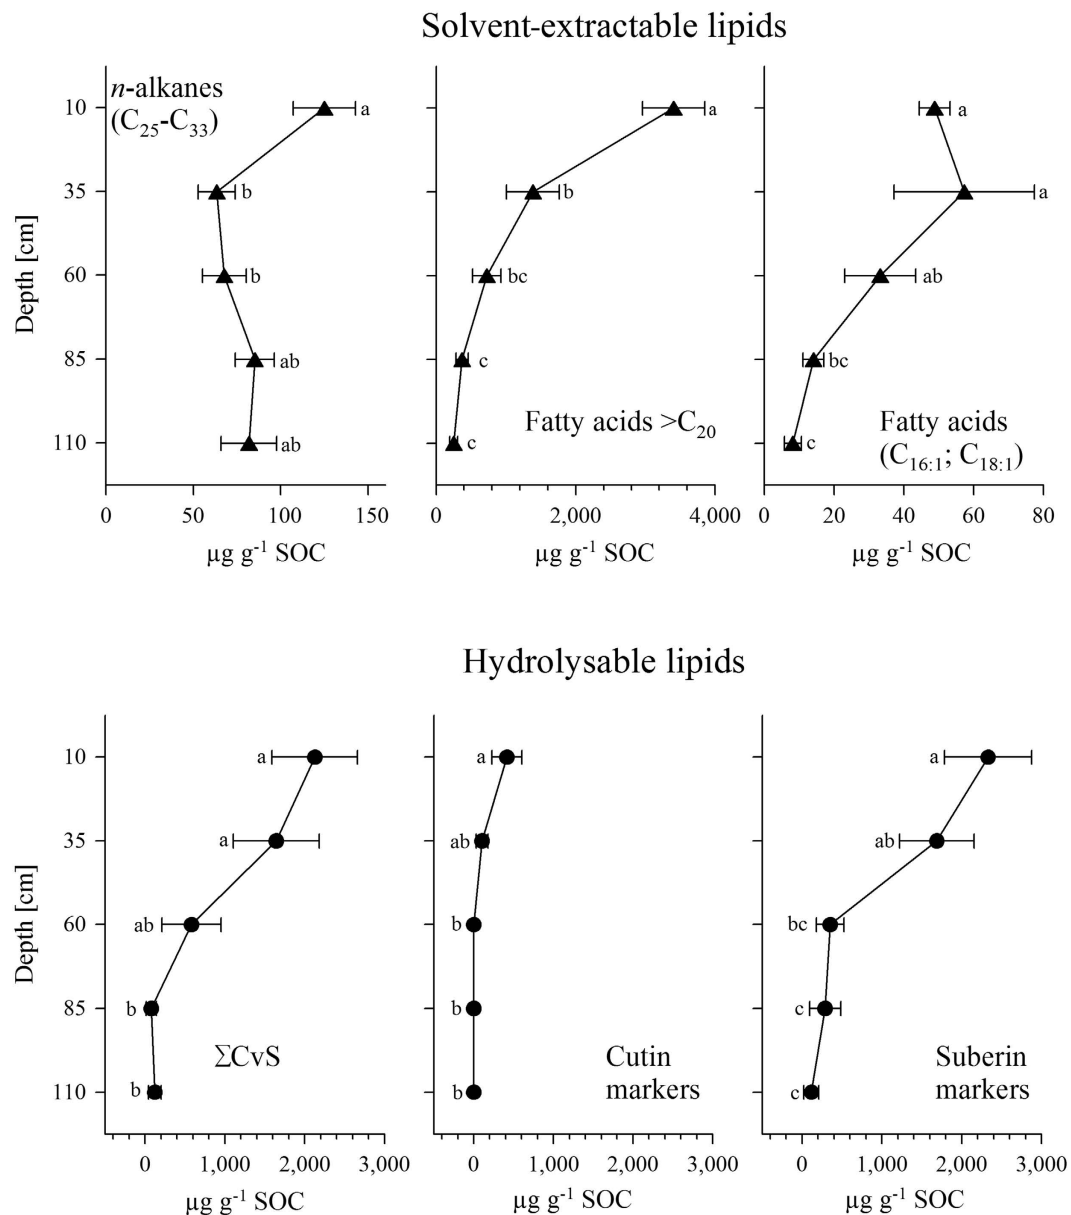 Solvent-extractable lipids
n-alkanes
(C25-C33)
10
35
60
85
110
Depth [cm]
a
b
b
ab
ab
0
50
100
150
µg g-1 SOC
a
b
bc
c
c
Fatty acids >C20
0
2,000
4,000
µg g-1 SOC
a
a
ab
bc
c
Fatty acids
(C16:1; C18:1)
0
20
40
60
80
µg g-1 SOC
Hydrolysable lipids
10
35
60
85
110
Depth [cm]
a
a
ab
b
b
∑CvS
0
1,000
2,000
3,000
µg g-1 SOC
a
ab
b
b
b
Cutin
markers
0
1,000
2,000
3,000
µg g-1 SOC
a
ab
bc
c
c
Suberin
markers
0
1,000
2,000
3,000
µg g-1 SOC